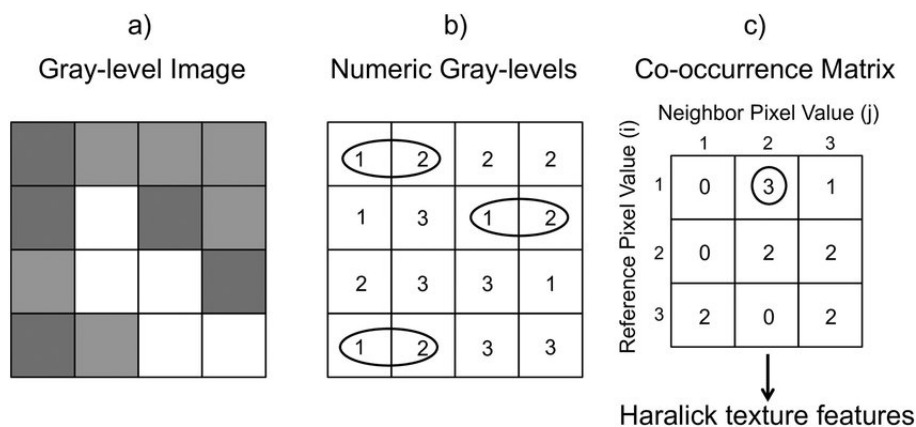 a)
Gray-level Image
b)
Numeric Gray-levels
1 2 2 2
1 3 1 2
2 3 3 1
1 2 3 3
c)
Co-occurrence Matrix
Neighbor Pixel Value (j)
1 2 3
Reference Pixel Value (i)
1 0 3 1
2 0 2 2
3 2 0 2
Haralick texture features